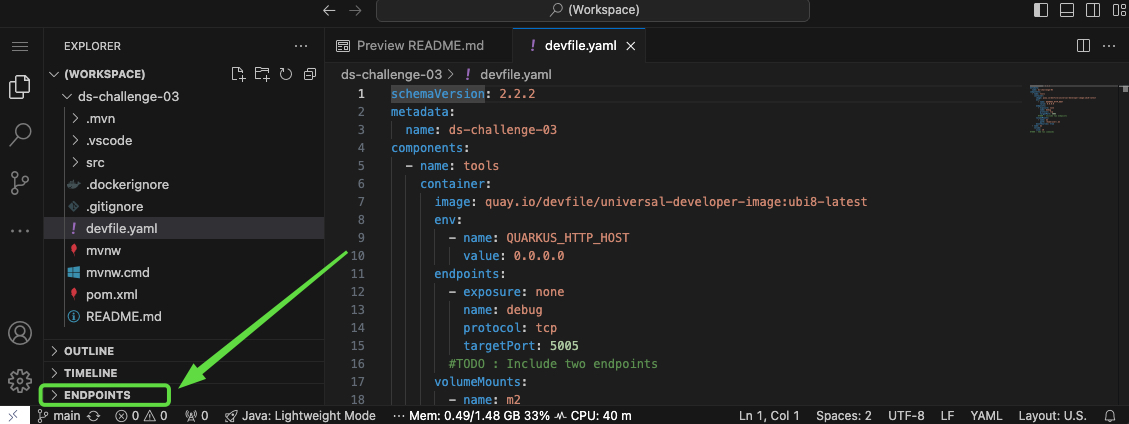 (Workspace)
EXPLORER
(WORKSPACE)
ds-challenge-03
.mvn
.vscode
src
.dockerignore
.gitignore
devfile.yaml
mvnw
mvnw.cmd
pom.xml
README.md
OUTLINE
TIMELINE
ENDPOINTS
Preview README.md
! devfile.yaml
ds-challenge-03 > ! devfile.yaml
1 schemaVersion: 2.2.2
2 metadata:
3 name: ds-challenge-03
4 components:
5 - name: tools
6 container:
7 image: quay.io/devfile/universal-developer-image:ubi8-latest
8 env:
9 - name: QUARKUS_HTTP_HOST
10 value: 0.0.0.0
11 endpoints:
12 - exposure: none
13 name: debug
14 protocol: tcp
15 targetPort: 5005
16 #TODO : Include two endpoints
17 volumeMounts:
18 - name: m2
main 0 0 0 Java: Lightweight Mode ··· Mem: 0.49/1.48 GB 33% CPU: 40 m Ln 1, Col 1 Spaces: 2 UTF-8 LF YAML Layout: U.S.